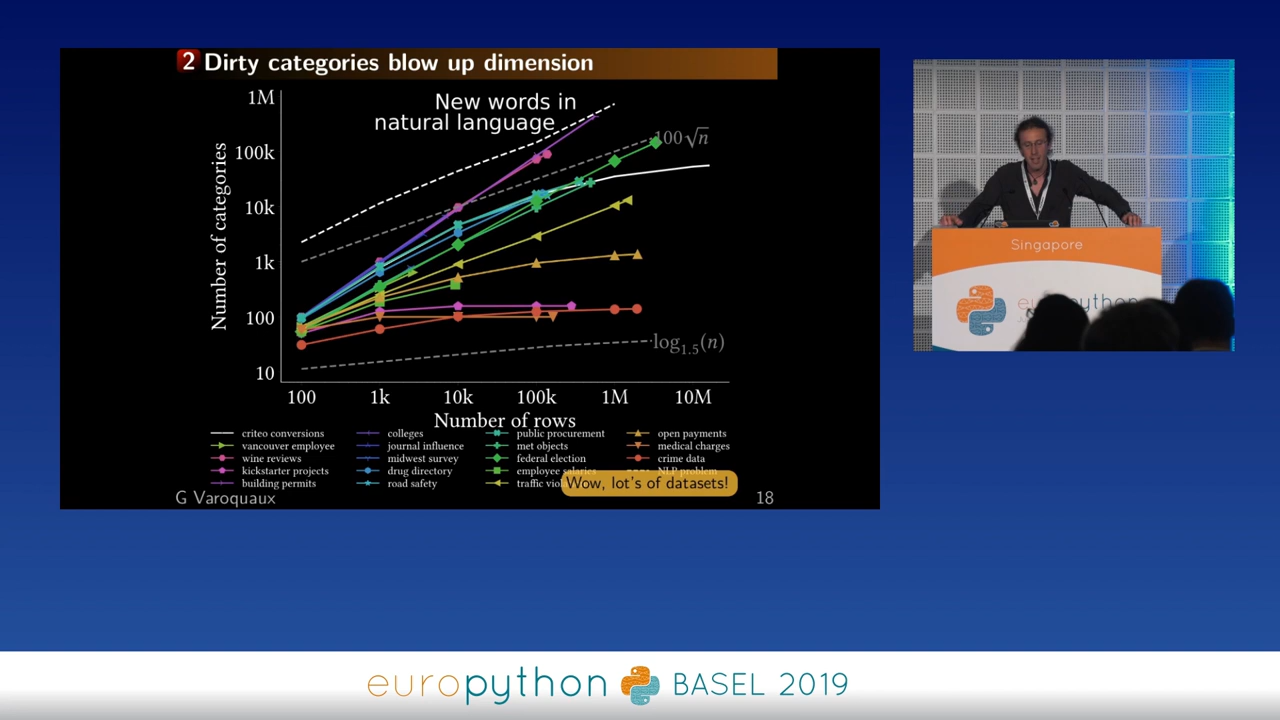 2 Dirty categories blow up dimension
New words in
natural language
1M
100k
10k
1k
100
10
Number of categories
100√n
log1.5(n)
100 1k 10k 100k 1M 10M
Number of rows
criteo conversions colleges public procurement open payments
vancouver employee journal influence met objects medical charges
wine reviews midwest survey federal election crime data
kickstarter projects drug directory employee salaries NLP problem
building permits road safety traffic
Wow, lot's of datasets!
G Varoquaux 18
Singapore
europython
europython BASEL 2019